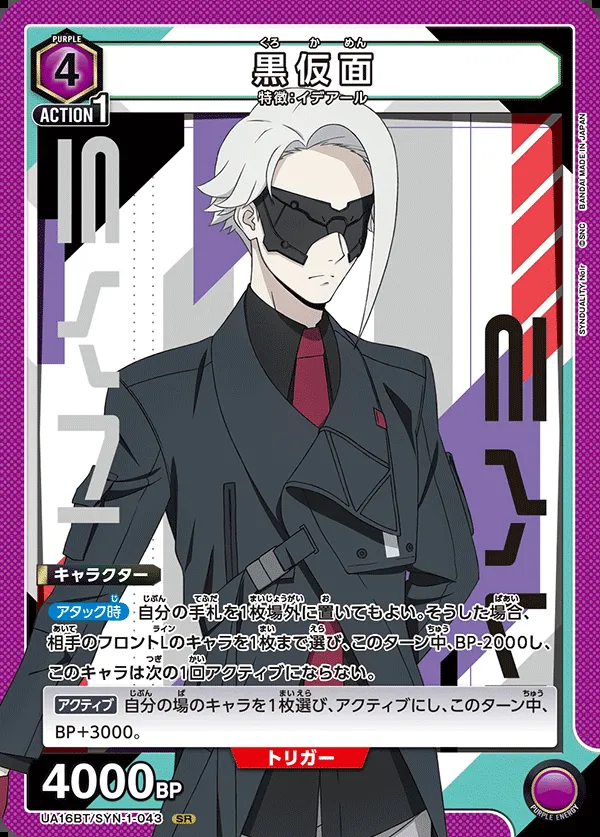 PURPLE
4
ACTION 1
くろ か めん
黒仮面
特徴：イデアール
BANDAI MADE IN JAPAN
©SNC
SYNDUALITY Noir
キャラクター
アタック時 自分の手札を1枚場外に置いてもよい。そうした場合、
相手のフロントLのキャラを1枚まで選び、このターン中、BP-2000し、
このキャラは次の1回アクティブにならない。
アクティブ 自分の場のキャラを1枚選び、アクティブにし、このターン中、
BP+3000。
トリガー
4000BP
UA16BT/SYN-1-043 SR
PURPLE ENERGY